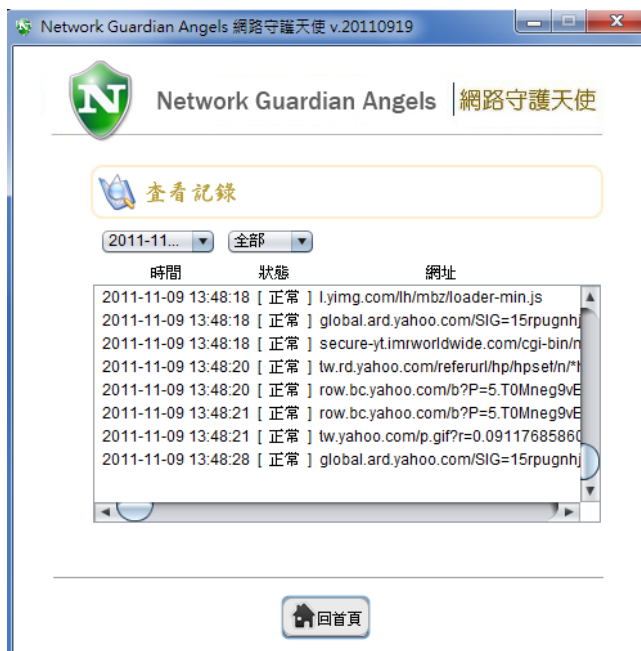 Network Guardian Angels 網路守護天使 v.20110919
N
Network Guardian Angels 網路守護天使
查看記錄
2011-11... 全部
時間 狀態 網址
2011-11-09 13:48:18 [ 正常 ] l.yimg.com/lh/mbz/loader-min.js
2011-11-09 13:48:18 [ 正常 ] global.ard.yahoo.com/SIG=15rpugnhj
2011-11-09 13:48:18 [ 正常 ] secure-yt.imrworldwide.com/cgi-bin/
2011-11-09 13:48:20 [ 正常 ] tw.rd.yahoo.com/referurl/hp/hpset/n/*
2011-11-09 13:48:20 [ 正常 ] row.bc.yahoo.com/b?P=5.T0Mneg9vE
2011-11-09 13:48:21 [ 正常 ] row.bc.yahoo.com/b?P=5.T0Mneg9vE
2011-11-09 13:48:21 [ 正常 ] tw.yahoo.com/p.gif?r=0.09117685860
2011-11-09 13:48:28 [ 正常 ] global.ard.yahoo.com/SIG=15rpugnhj
回首頁